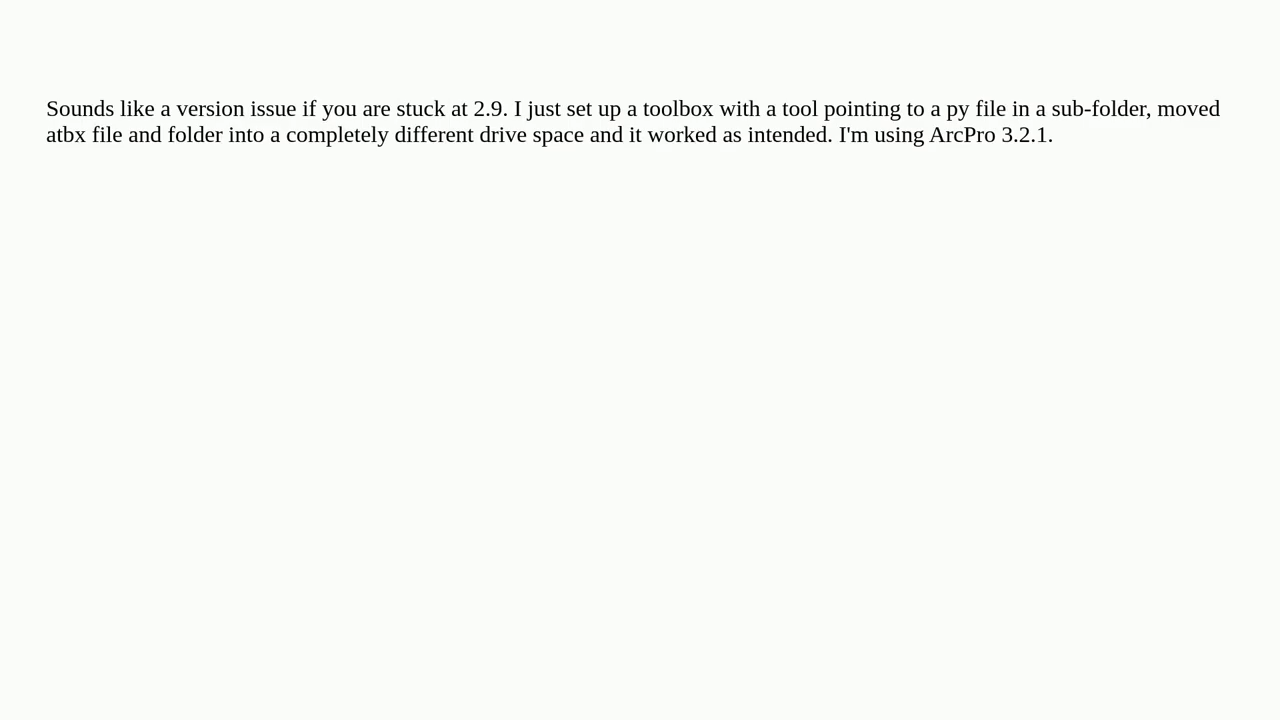 Sounds like a version issue if you are stuck at 2.9. I just set up a toolbox with a tool pointing to a py file in a sub-folder, moved
atbx file and folder into a completely different drive space and it worked as intended. I'm using ArcPro 3.2.1.